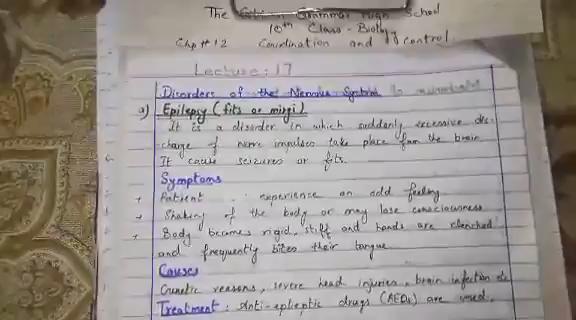 The Grammar High School
10th Class - Biology
Chp # 12 Coordination and Control
Lecture : 17
Disorders of the Nervous System
a) Epilepsy (fits or mirgi)
It is a disorder in which suddenly excessive dis-
charge of nerve impulses take place from the brain
It cause seizures or fits.
Symptoms
Patient experience an odd feeling
Shaking of the body or may lose consciousness
Body becomes rigid, stiff and hands are clenched
and frequently bites their tongue
Causes
Genetic reasons, severe head injuries, brain infection etc
Treatment : Anti-epileptic drugs (AEDs) are used.